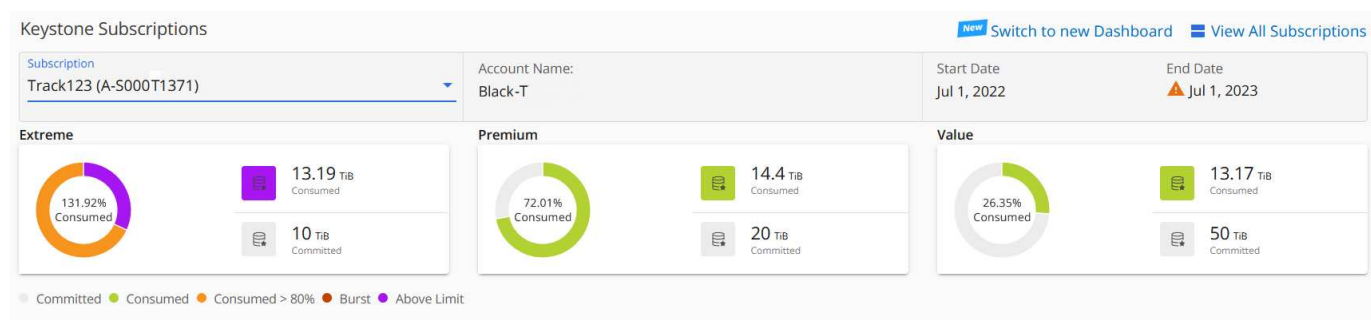 Keystone Subscriptions
New Switch to new Dashboard View All Subscriptions
Subscription
Track123 (A-S000T1371)
Account Name:
Black-T
Start Date
Jul 1, 2022
End Date
Jul 1, 2023
Extreme
131.92%
Consumed
13.19 TiB
Consumed
10 TiB
Committed
Premium
72.01%
Consumed
14.4 TiB
Consumed
20 TiB
Committed
Value
26.35%
Consumed
13.17 TiB
Consumed
50 TiB
Committed
Committed Consumed Consumed > 80% Burst Above Limit